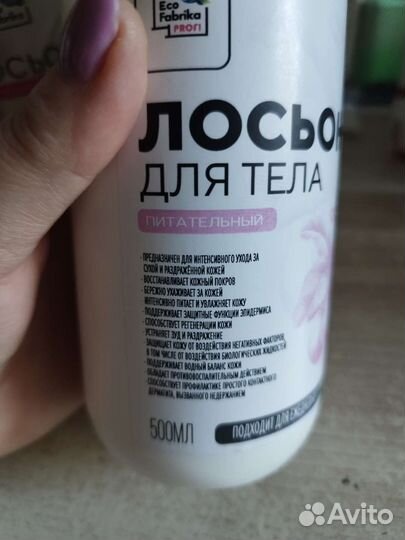 Eco
Fabrika
PROFI
ЛОСЬОН
ДЛЯ ТЕЛА
ПИТАТЕЛЬНЫЙ
- ПРЕДНАЗНАЧЕН ДЛЯ ИНТЕНСИВНОГО УХОДА ЗА
СУХОЙ И РАЗДРАЖЁННОЙ КОЖЕЙ
- ВОССТАНАВЛИВАЕТ КОЖНЫЙ ПОКРОВ
- БЕРЕЖНО УХАЖИВАЕТ ЗА КОЖЕЙ
ИНТЕНСИВНО ПИТАЕТ И УВЛАЖНЯЕТ КОЖУ
- ПОДДЕРЖИВАЕТ ЗАЩИТНЫЕ ФУНКЦИИ ЭПИДЕРМИСА
- СПОСОБСТВУЕТ РЕГЕНЕРАЦИИ КОЖИ
- УСТРАНЯЕТ ЗУД И РАЗДРАЖЕНИЕ
- ЗАЩИЩАЕТ КОЖУ ОТ ВОЗДЕЙСТВИЯ НЕГАТИВНЫХ ФАКТОРОВ,
В ТОМ ЧИСЛЕ ОТ ВОЗДЕЙСТВИЯ БИОЛОГИЧЕСКИХ ЖИДКОСТЕЙ
- ПОДДЕРЖИВАЕТ ВОДНЫЙ БАЛАНС КОЖИ
- ОБЛАДАЕТ ПРОТИВОВОСПАЛИТЕЛЬНЫМ ДЕЙСТВИЕМ
- СПОСОБСТВУЕТ ПРОФИЛАКТИКЕ ПРОСТОГО КОНТАКТНОГО
ДЕРМАТИТА, ВЫЗВАННОГО НЕДЕРЖАНИЕМ
500МЛ
ПОДХОДИТ ДЛЯ
Avito